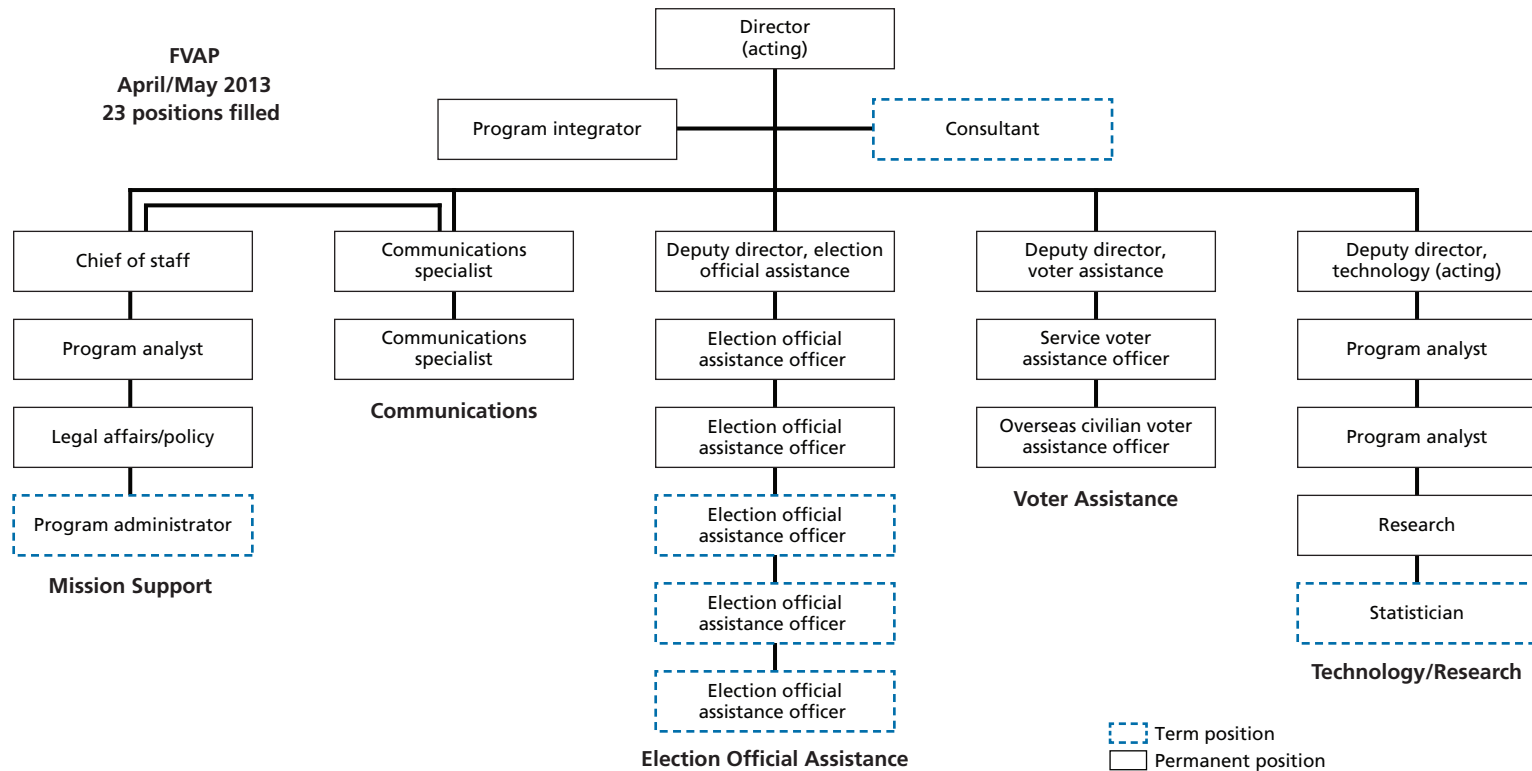 FVAP
April/May 2013
23 positions filled
Director
(acting)
Program integrator
Consultant
Chief of staff
Program analyst
Legal affairs/policy
Program administrator
Mission Support
Communications
specialist
Communications
specialist
Communications
Deputy director, election
official assistance
Election official
assistance officer
Election official
assistance officer
Election official
assistance officer
Election official
assistance officer
Election official
assistance officer
Election Official Assistance
Deputy director,
voter assistance
Service voter
assistance officer
Overseas civilian voter
assistance officer
Voter Assistance
Deputy director,
technology (acting)
Program analyst
Program analyst
Research
Statistician
Technology/Research
Term position
Permanent position